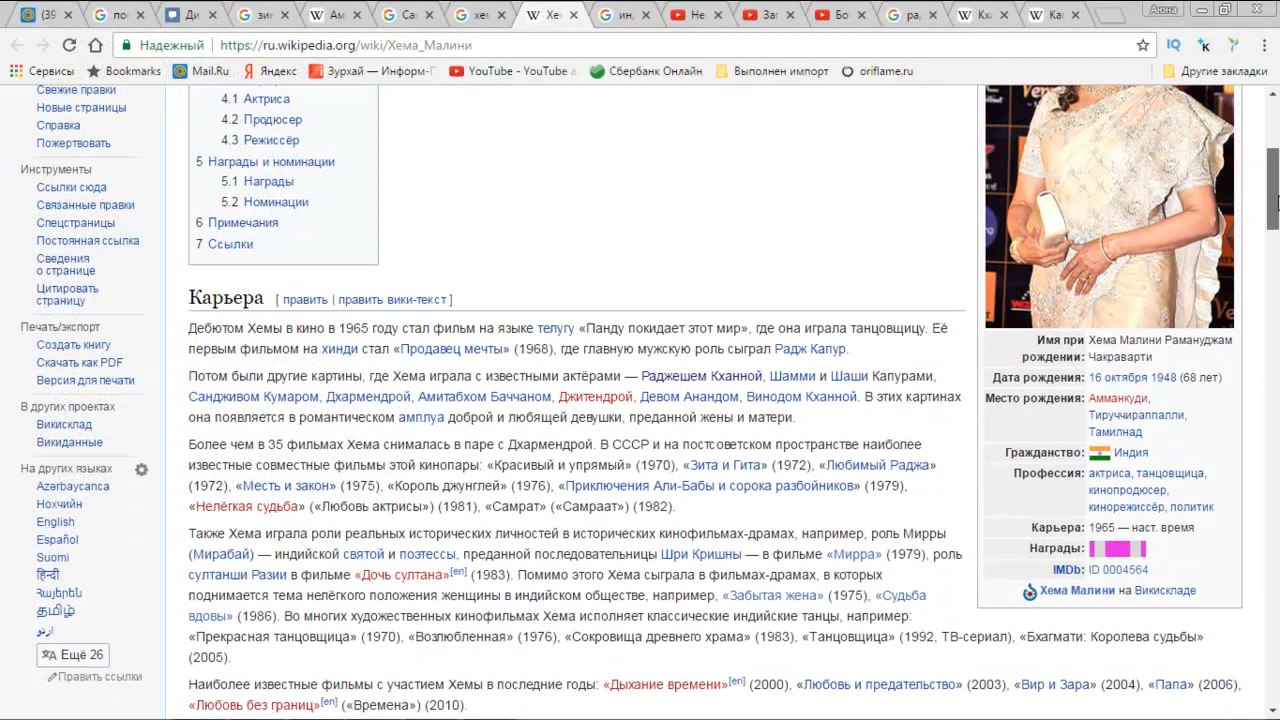 (39
по
Ди
зи
Ам
Са
хе
Хе
ин
Не
За
Бо
ра
Кх
Ка
Аюна
Надежный
https://ru.wikipedia.org/wiki/Хема_Малини
Сервисы
Bookmarks
Mail.Ru
Яндекс
Зурхай — Информ-Г
YouTube - YouTube
Сбербанк Онлайн
Выполнен импорт
oriflame.ru
Другие закладки
Свежие правки
Новые страницы
Справка
Пожертвовать
Инструменты
Ссылки сюда
Связанные правки
Спецстраницы
Постоянная ссылка
Сведения
о странице
Цитировать
страницу
Печать/экспорт
Создать книгу
Скачать как PDF
Версия для печати
В других проектах
Викисклад
Викиданные
На других языках
Azərbaycanca
Нохчийн
English
Español
Suomi
हिन्दी
Հայերեն
தமிழ்
اردو
Ещё 26
Править ссылки
4.1 Актриса
4.2 Продюсер
4.3 Режиссёр
5 Награды и номинации
5.1 Награды
5.2 Номинации
6 Примечания
7 Ссылки
Карьера [ править | править вики-текст ]
Дебютом Хемы в кино в 1965 году стал фильм на языке телугу «Панду покидает этот мир», где она играла танцовщицу. Её
первым фильмом на хинди стал «Продавец мечты» (1968), где главную мужскую роль сыграл Радж Капур.
Потом были другие картины, где Хема играла с известными актёрами — Раджешем Кханной, Шамми и Шаши Капурами,
Сандживом Кумаром, Дхармендрой, Амитабхом Баччаном, Джитендрой, Девом Анандом, Винодом Кханной. В этих картинах
она появляется в романтическом амплуа доброй и любящей девушки, преданной жены и матери.
Более чем в 35 фильмах Хема снималась в паре с Дхармендрой. В СССР и на постсоветском пространстве наиболее
известные совместные фильмы этой кинопары: «Красивый и упрямый» (1970), «Зита и Гита» (1972), «Любимый Раджа»
(1972), «Месть и закон» (1975), «Король джунглей» (1976), «Приключения Али-Бабы и сорока разбойников» (1979),
«Нелёгкая судьба» («Любовь актрисы») (1981), «Самрат» («Самраат») (1982).
Также Хема играла роли реальных исторических личностей в исторических кинофильмах-драмах, например, роль Мирры
(Мирабай) — индийской святой и поэтессы, преданной последовательницы Шри Кришны — в фильме «Мирра» (1979), роль
султанши Разии в фильме «Дочь султана»[en] (1983). Помимо этого Хема сыграла в фильмах-драмах, в которых
поднимается тема нелёгкого положения женщины в индийском обществе, например, «Забытая жена» (1975), «Судьба
вдовы» (1986). Во многих художественных кинофильмах Хема исполняет классические индийские танцы, например:
«Прекрасная танцовщица» (1970), «Возлюбленная» (1976), «Сокровища древнего храма» (1983), «Танцовщица» (1992, ТВ-сериал), «Бхагмати: Королева судьбы»
(2005).
Наиболее известные фильмы с участием Хемы в последние годы: «Дыхание времени»[en] (2000), «Любовь и предательство» (2003), «Вир и Зара» (2004), «Папа» (2006),
«Любовь без границ»[en] («Времена») (2010).
Имя при Хема Малини Рамануджам
рождении: Чакраварти
Дата рождения: 16 октября 1948 (68 лет)
Место рождения: Амманкуди,
Тируччираппалли,
Тамилнад
Гражданство: Индия
Профессия: актриса, танцовщица,
кинопродюсер,
кинорежиссёр, политик
Карьера: 1965 — наст. время
Награды:
IMDb: ID 0004564
Хема Малини на Викискладе